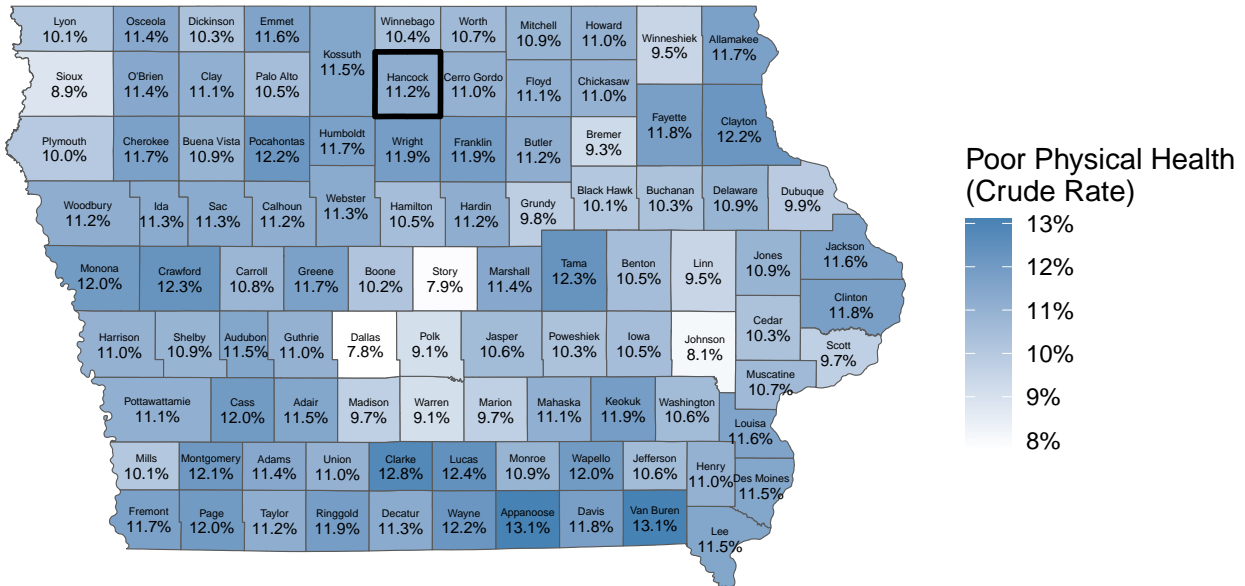 Lyon
10.1%
Osceola
11.4%
Dickinson
10.3%
Emmet
11.6%
Kossuth
11.5%
Winnebago
10.4%
Worth
10.7%
Mitchell
10.9%
Howard
11.0%
Winneshiek
9.5%
Allamakee
11.7%
Sioux
8.9%
O'Brien
11.4%
Clay
11.1%
Palo Alto
10.5%
Hancock
11.2%
Cerro Gordo
11.0%
Floyd
11.1%
Chickasaw
11.0%
Fayette
11.8%
Clayton
12.2%
Plymouth
10.0%
Cherokee
11.7%
Buena Vista
10.9%
Pocahontas
12.2%
Humboldt
11.7%
Wright
11.9%
Franklin
11.9%
Butler
11.2%
Bremer
9.3%
Woodbury
11.2%
Ida
11.3%
Sac
11.3%
Calhoun
11.2%
Webster
11.3%
Hamilton
10.5%
Hardin
11.2%
Grundy
9.8%
Black Hawk
10.1%
Buchanan
10.3%
Delaware
10.9%
Dubuque
9.9%
Monona
12.0%
Crawford
12.3%
Carroll
10.8%
Greene
11.7%
Boone
10.2%
Story
7.9%
Marshall
11.4%
Tama
12.3%
Benton
10.5%
Linn
9.5%
Jones
10.9%
Jackson
11.6%
Clinton
11.8%
Harrison
11.0%
Shelby
10.9%
Audubon
11.5%
Guthrie
11.0%
Dallas
7.8%
Polk
9.1%
Jasper
10.6%
Poweshiek
10.3%
Iowa
10.5%
Johnson
8.1%
Cedar
10.3%
Scott
9.7%
Muscatine
10.7%
Pottawattamie
11.1%
Cass
12.0%
Adair
11.5%
Madison
9.7%
Warren
9.1%
Marion
9.7%
Mahaska
11.1%
Keokuk
11.9%
Washington
10.6%
Louisa
11.6%
Mills
10.1%
Montgomery
12.1%
Adams
11.4%
Union
11.0%
Clarke
12.8%
Lucas
12.4%
Monroe
10.9%
Wapello
12.0%
Jefferson
10.6%
Henry
11.0%
Des Moines
11.5%
Fremont
11.7%
Page
12.0%
Taylor
11.2%
Ringgold
11.9%
Decatur
11.3%
Wayne
12.2%
Appanoose
13.1%
Davis
11.8%
Van Buren
13.1%
Lee
11.5%
Poor Physical Health
(Crude Rate)
13%
12%
11%
10%
9%
8%